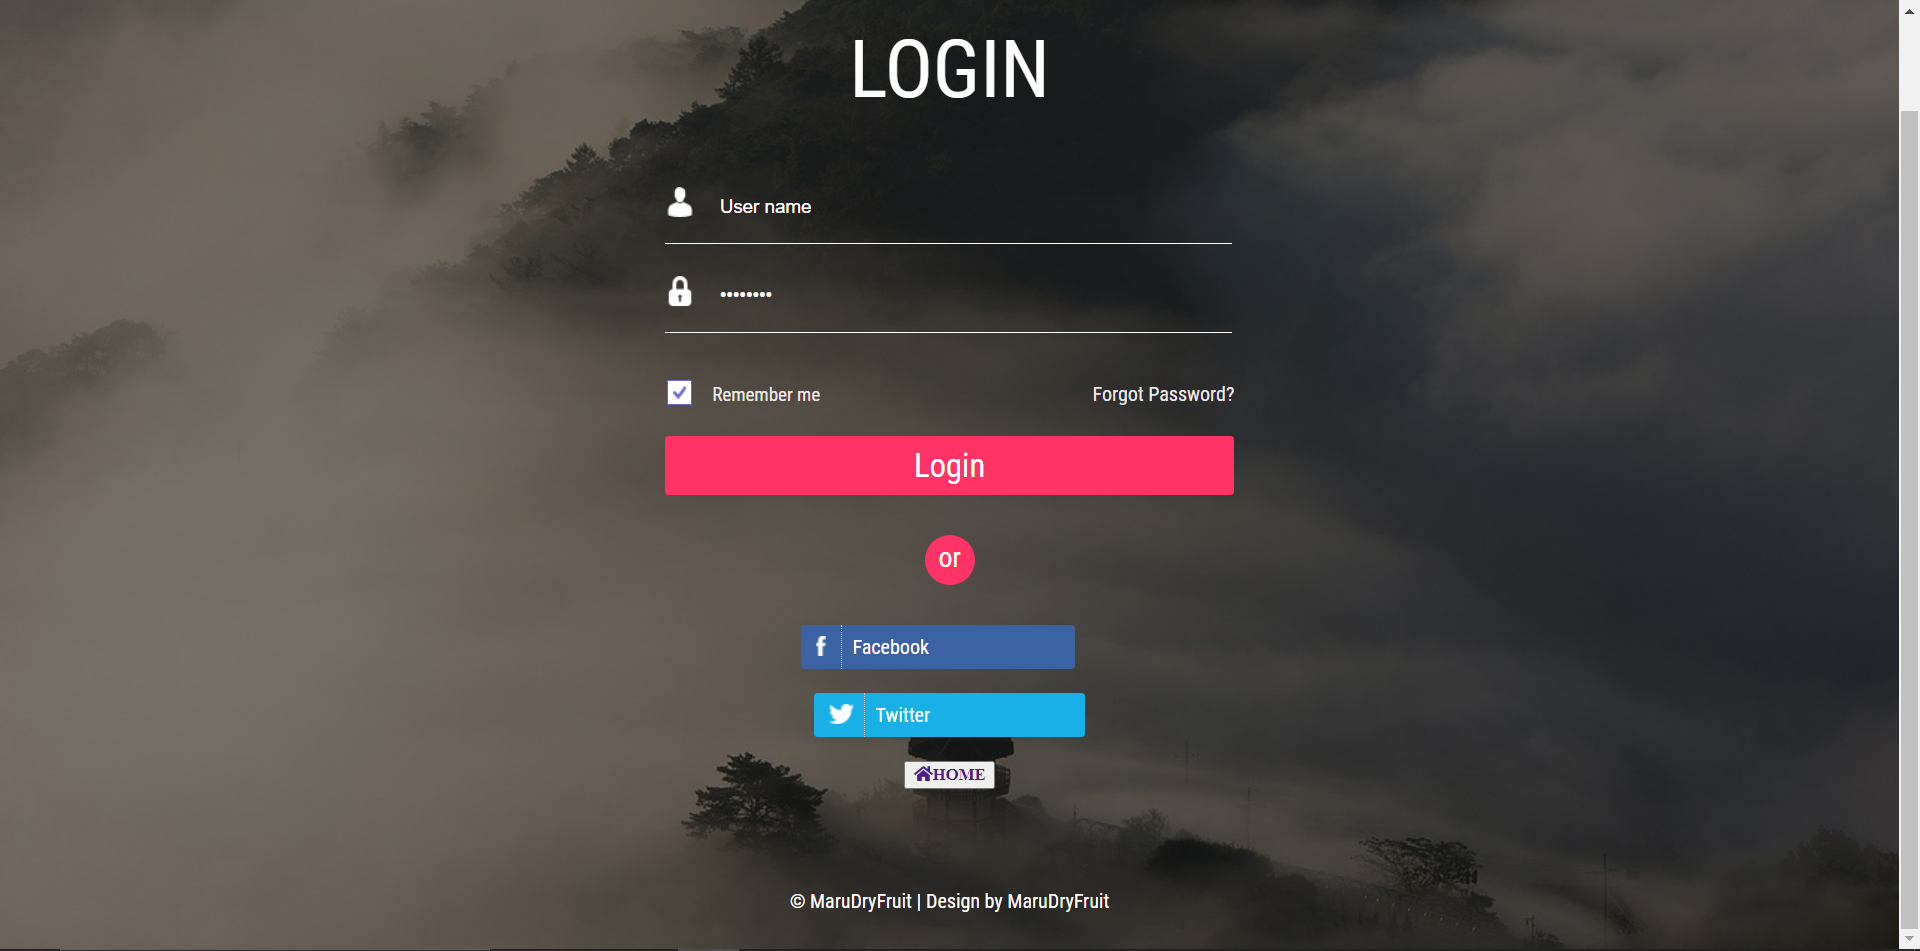 LOGIN
User name
••••••••
Remember me
Forgot Password?
Login
or
f Facebook
Twitter
HOME
© MaruDryFruit | Design by MaruDryFruit